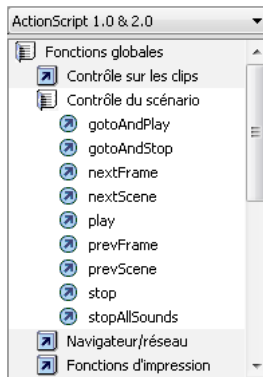 ActionScript 1.0 & 2.0
Fonctions globales
Contrôle sur les clips
Contrôle du scénario
gotoAndPlay
gotoAndStop
nextFrame
nextScene
play
prevFrame
prevScene
stop
stopAllSounds
Navigateur/réseau
Fonctions d'impression